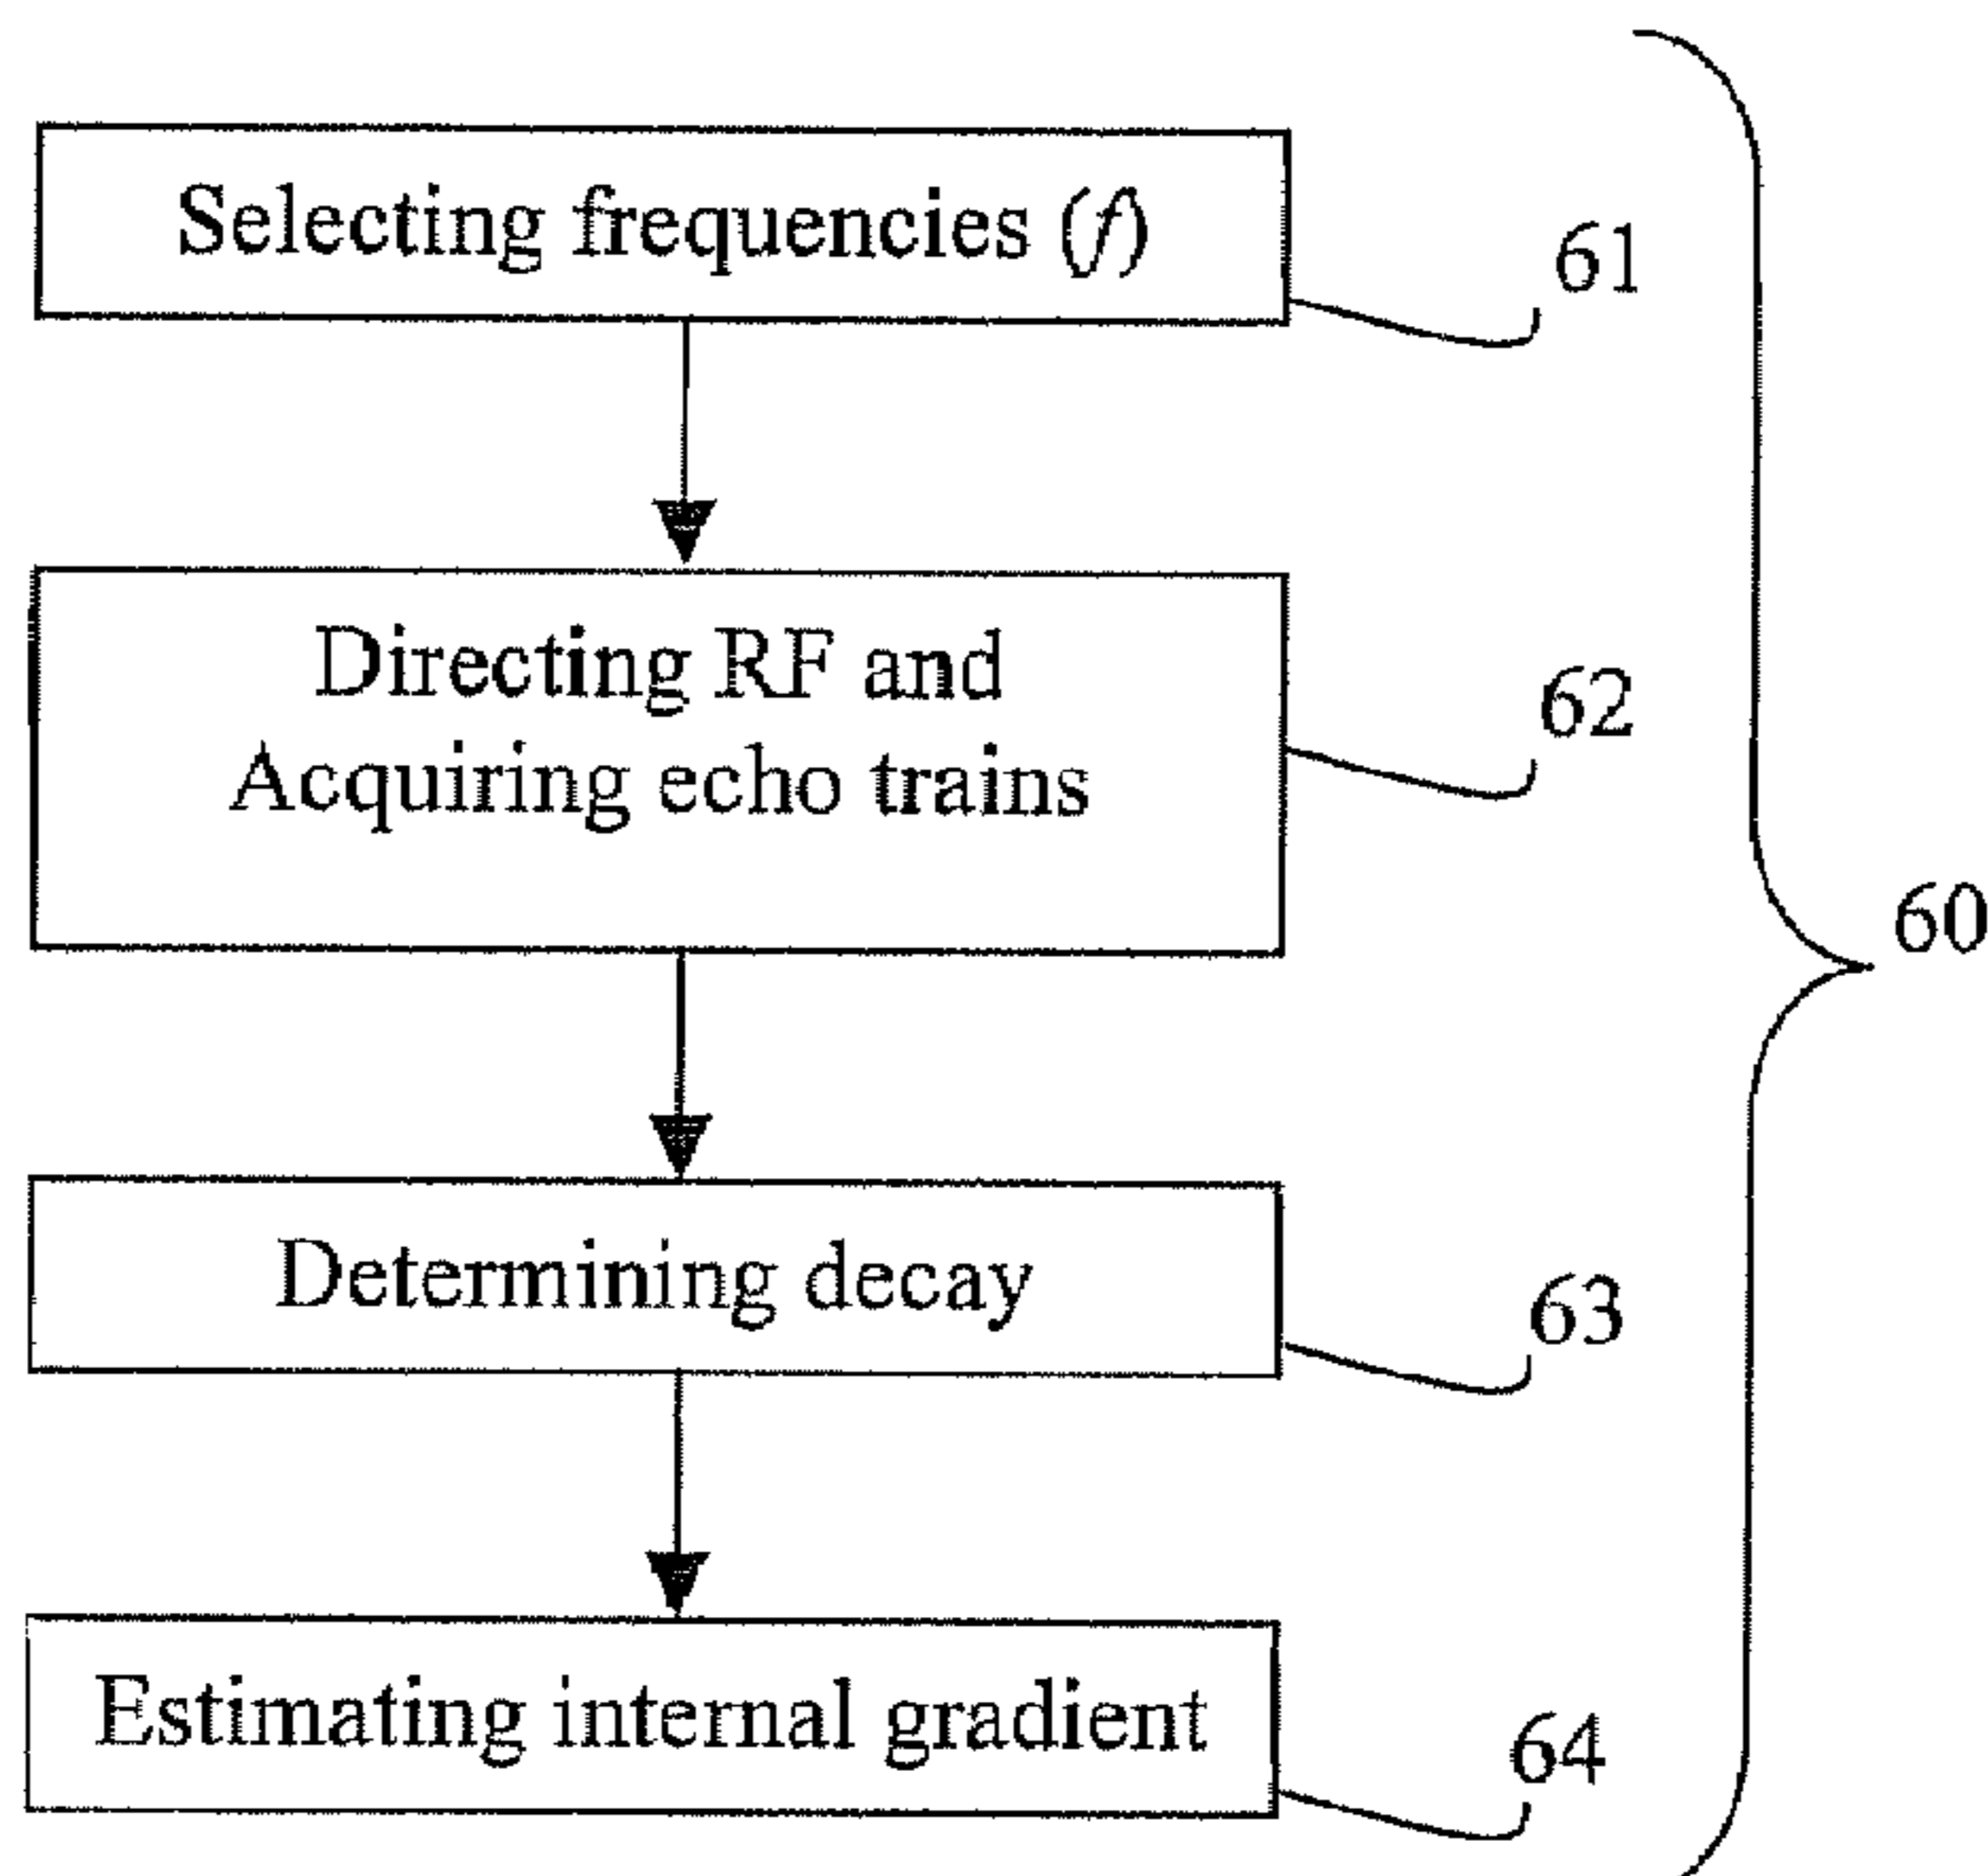 Selecting frequencies (f)
61
Directing RF and
Acquiring echo trains
62
60
Determining decay
63
Estimating internal gradient
64